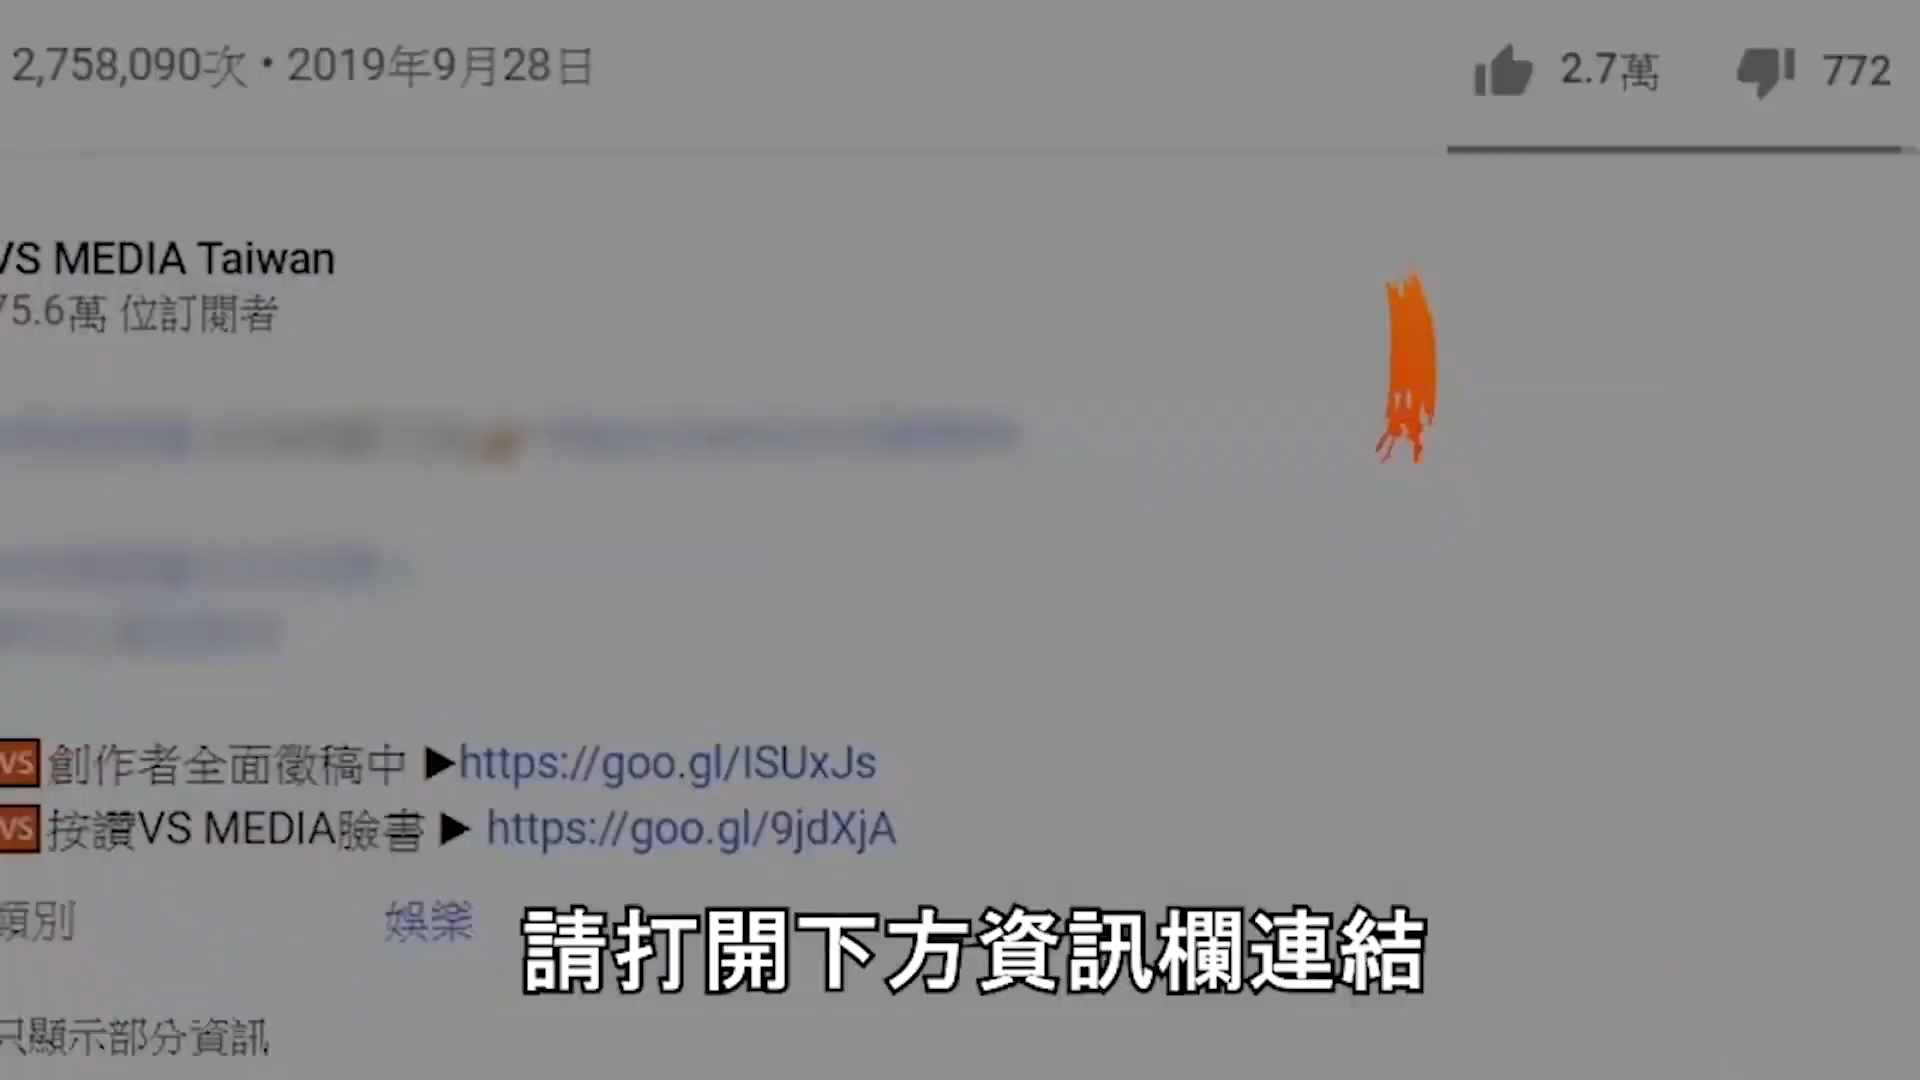 2,758,090次 • 2019年9月28日
2.7萬
772
VS MEDIA Taiwan
75.6萬 位訂閱者
VS 創作者全面徵稿中 ▶https://goo.gl/ISUxJs
VS 按讚VS MEDIA臉書 ▶ https://goo.gl/9jdXjA
類別 娛樂
請打開下方資訊欄連結
只顯示部分資訊